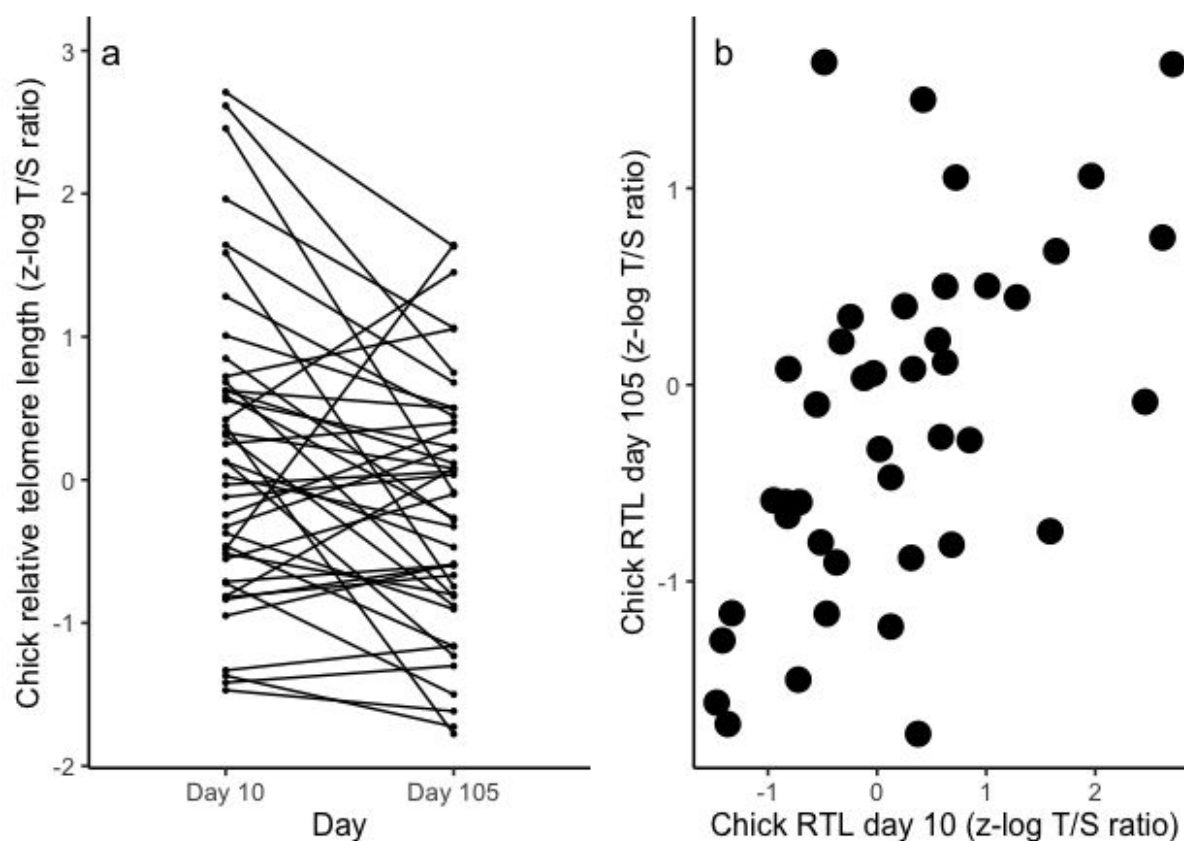 a
Chick relative telomere length (z-log T/S ratio)
3
2
1
0
-1
-2
Day 10
Day 105
Day
b
Chick RTL day 105 (z-log T/S ratio)
1
0
-1
-1
0
1
2
Chick RTL day 10 (z-log T/S ratio)